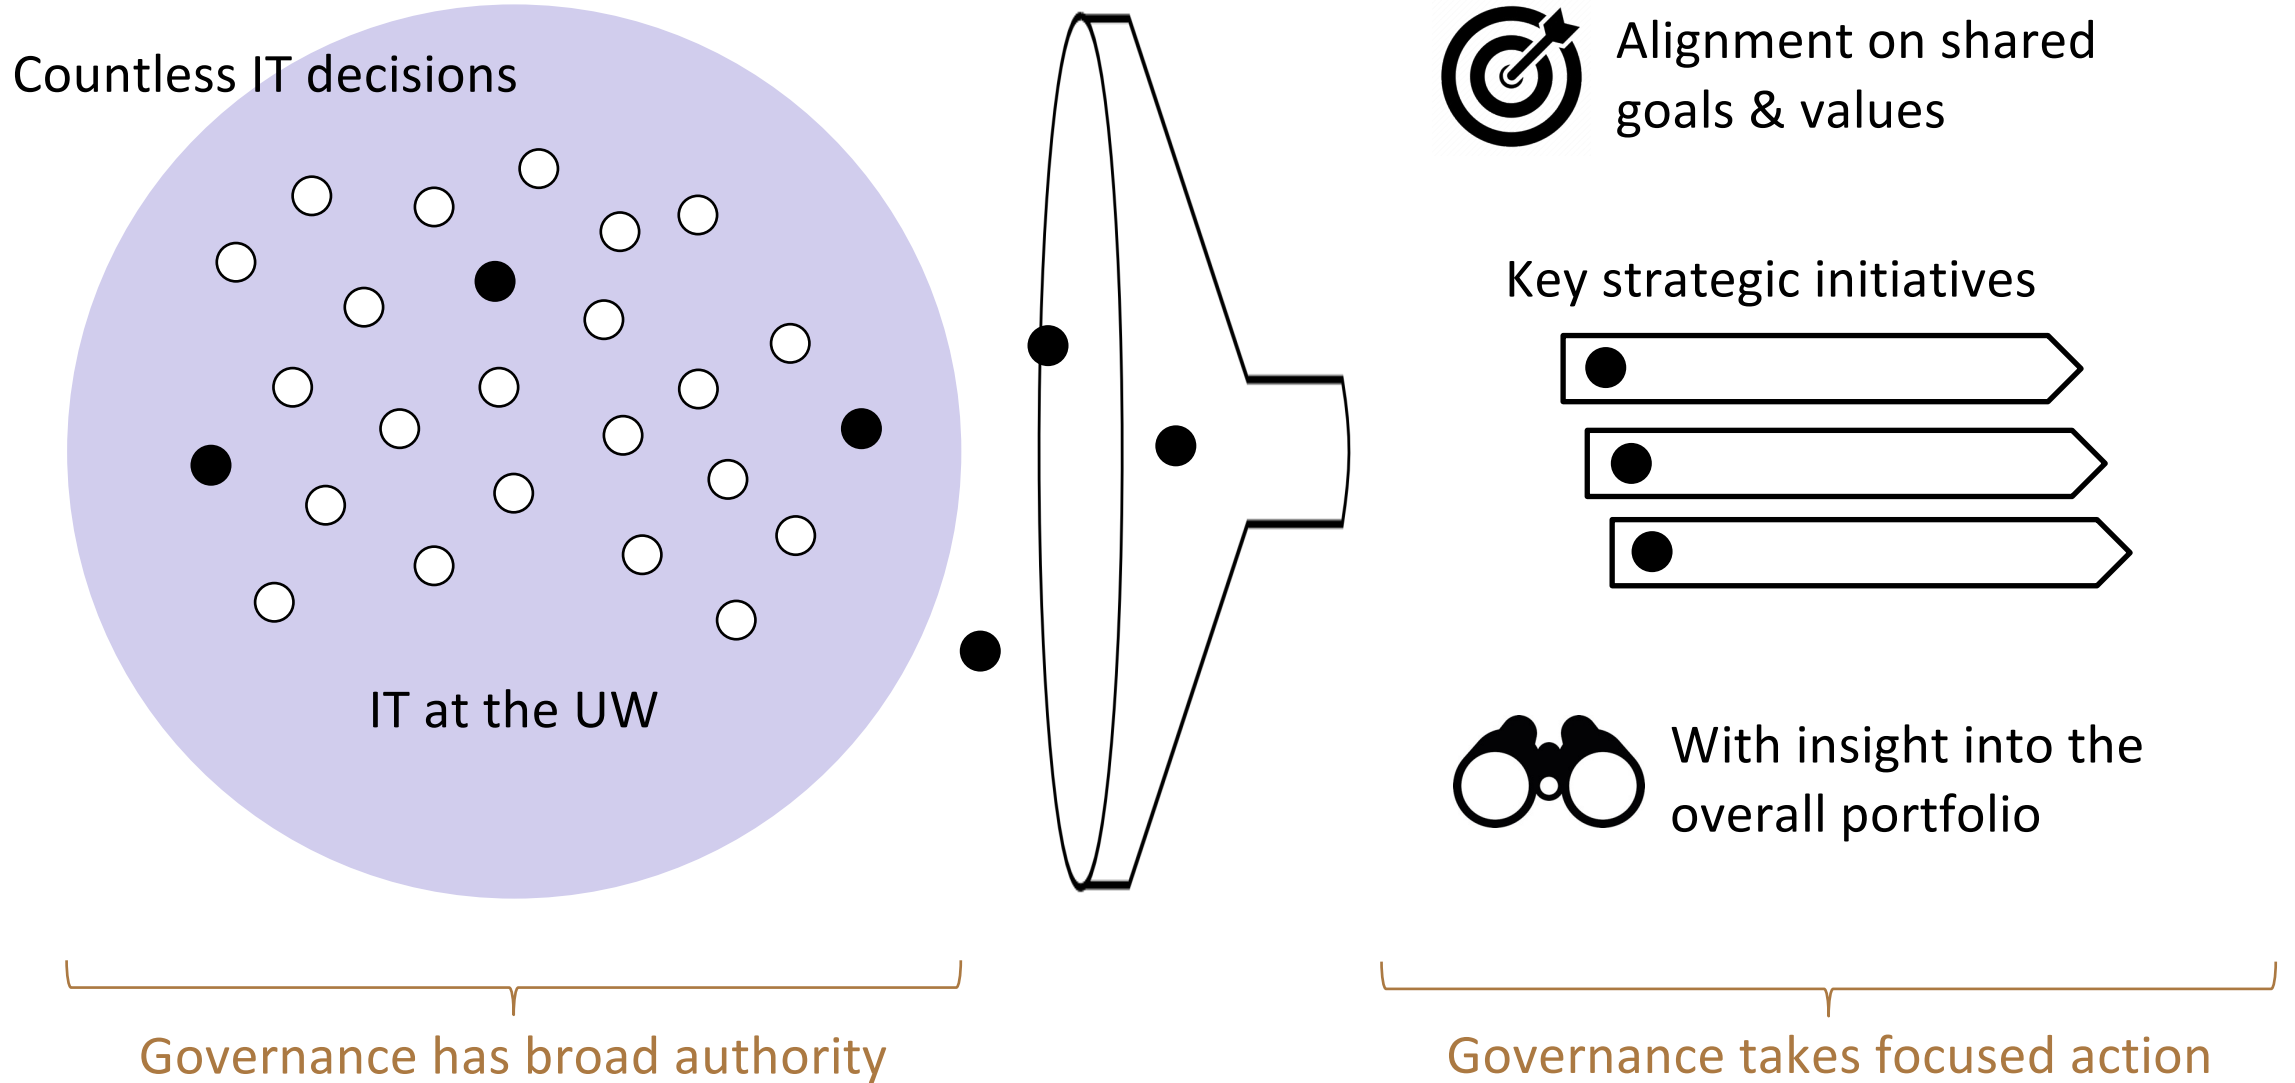 Countless IT decisions
IT at the UW
Governance has broad authority
Alignment on shared
goals & values
Key strategic initiatives
With insight into the
overall portfolio
Governance takes focused action